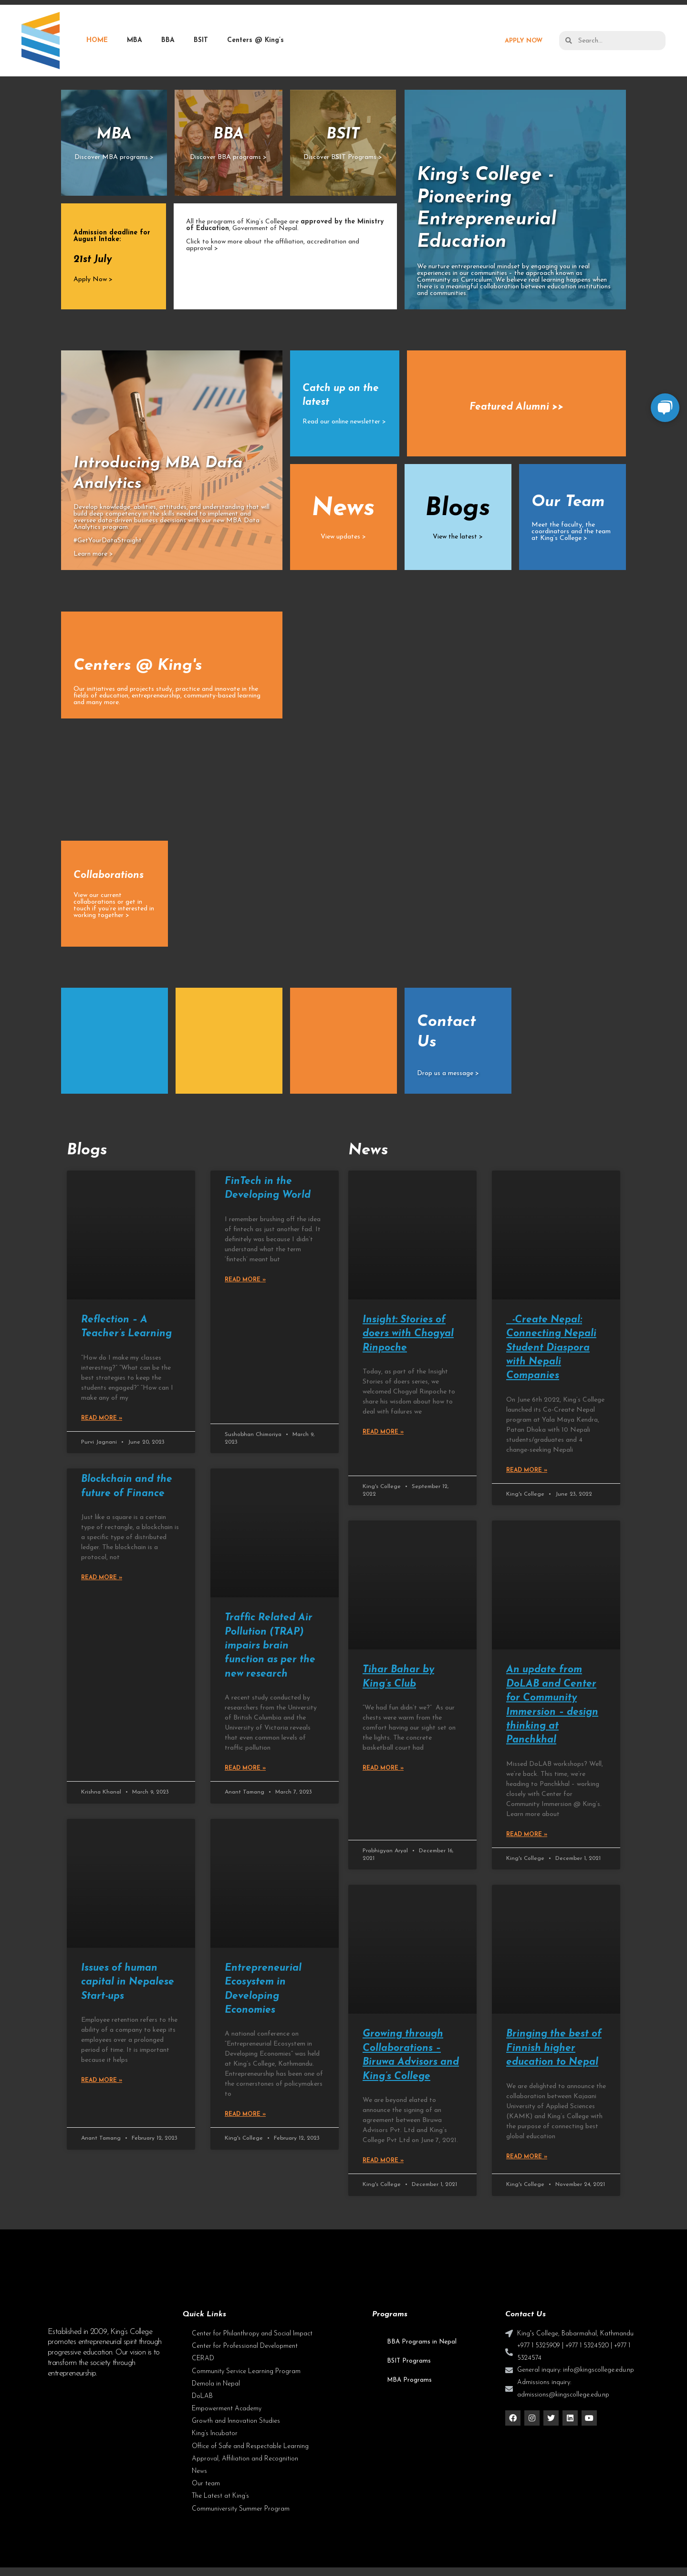 HOME
MBA
BBA
BSIT
Centers @ King's
APPLY NOW
Search...
MBA
Discover MBA programs >
BBA
Discover BBA programs >
BSIT
Discover BSIT Programs >
King's College -
Pioneering
Entrepreneurial
Education
We nurture entrepreneurial mindset by engaging you in real
experiences in our communities – the approach known as
Community as Curriculum. We believe real learning happens when
there is a meaningful collaboration between education institutions
and communities.
Admission deadline for
August Intake:
21st July
Apply Now >
All the programs of King's College are approved by the Ministry
of Education, Government of Nepal.
Click to know more about the affiliation, accreditation and
approval >
Introducing MBA Data
Analytics
Develop knowledge, abilities, attitudes, and understanding that will
build deep competency in the skills needed to implement and
oversee data-driven business decisions with our new MBA Data
Analytics program
#GetYourDataStraight
Learn more >
Catch up on the
latest
Read our online newsletter >
Featured Alumni >>
News
View updates >
Blogs
View the latest >
Our Team
Meet the faculty, the
coordinators and the team
at King's College >
Centers @ King's
Our initiatives and projects study, practice and innovate in the
fields of education, entrepreneurship, community-based learning
and many more.
Collaborations
View our current
collaborations or get in
touch if you're interested in
working together >
Contact
Us
Drop us a message >
Blogs
Reflection – A
Teacher's Learning
"How do I make my classes
interesting?" "What can be the
best strategies to keep the
students engaged?" "How can I
make any of my
READ MORE »
Purvi Jagnani • June 20, 2023
FinTech in the
Developing World
I remember brushing off the idea
of fintech as just another fad. It
definitely was because I didn't
understand what the term
'fintech' meant but
READ MORE »
Sushobhan Chimoriya • March 9,
2023
Blockchain and the
future of Finance
Just like a square is a certain
type of rectangle, a blockchain is
a specific type of distributed
ledger. The blockchain is a
protocol, not
READ MORE »
Krishna Khanal • March 9, 2023
Traffic Related Air
Pollution (TRAP)
impairs brain
function as per the
new research
A recent study conducted by
researchers from the University
of British Columbia and the
University of Victoria reveals
that even common levels of
traffic pollution
READ MORE »
Anant Tamang • March 7, 2023
Issues of human
capital in Nepalese
Start-ups
Employee retention refers to the
ability of a company to keep its
employees over a prolonged
period of time. It is important
because it helps
READ MORE »
Anant Tamang • February 13, 2023
Entrepreneurial
Ecosystem in
Developing
Economies
A national conference on
"Entrepreneurial Ecosystem in
Developing Economies" was held
at King's College, Kathmandu.
Entrepreneurship has been one of
the cornerstones of policymakers
to
READ MORE »
King's College • February 12, 2023
News
Insight: Stories of
doers with Chogyal
Rinpoche
Today, as part of the Insight
Stories of doers series, we
welcomed Chogyal Rinpoche to
share his wisdom about how to
deal with failures we
READ MORE »
King's College • September 12,
2022
_-Create Nepal:
Connecting Nepali
Student Diaspora
with Nepali
Companies
On June 6th 2022, King's College
launched its Co-Create Nepal
program at Yala Maya Kendra,
Patan Dhoka with 10 Nepali
students/graduates and 4
change-seeking Nepali
READ MORE »
King's College • June 23, 2022
Tihar Bahar by
King's Club
"We had fun didn't we?" As our
chests were warm from the
comfort having our sight set on
the lights. The concrete
basketball court had
READ MORE »
Prabhigyan Aryal • December 16,
2021
An update from
DoLAB and Center
for Community
Immersion – design
thinking at
Panchkhal
Missed DoLAB workshops? Well,
we're back. This time, we're
heading to Panchkhal – working
closely with Center for
Community Immersion @ King's
Learn more about
READ MORE »
King's College • December 1, 2021
Growing through
Collaborations –
Biruwa Advisors and
King's College
We are beyond elated to
announce the signing of an
agreement between Biruwa
Advisors Pvt. Ltd and King's
College Pvt Ltd on June 7, 2021
READ MORE »
King's College • December 1, 2021
Bringing the best of
Finnish higher
education to Nepal
We are delighted to announce the
collaboration between Kajaani
University of Applied Sciences
(KAMK) and King's College with
the purpose of connecting best
global education
READ MORE »
King's College • November 24, 2021
Established in 2009, King's College
promotes entrepreneurial spirit through
progressive education. Our vision is to
transform the society through
entrepreneurship.
Quick Links
Center for Philanthropy and Social Impact
Center for Professional Development
CERAD
Community Service Learning Program
Demola in Nepal
DoLAB
Empowerment Academy
Growth and Innovation Studies
King's Incubator
Office of Safe and Respectable Learning
Approval, Affiliation and Recognition
News
Our team
The Latest at King's
Communiversity Summer Program
Programs
BBA Programs in Nepal
BSIT Programs
MBA Programs
Contact Us
King's College, Babarmahal, Kathmandu
+977 1 5325909 | +977 1 5324520 | +977 1
5324574
General inquiry: info@kingscollege.edu.np
Admissions inquiry:
admissions@kingscollege.edu.np